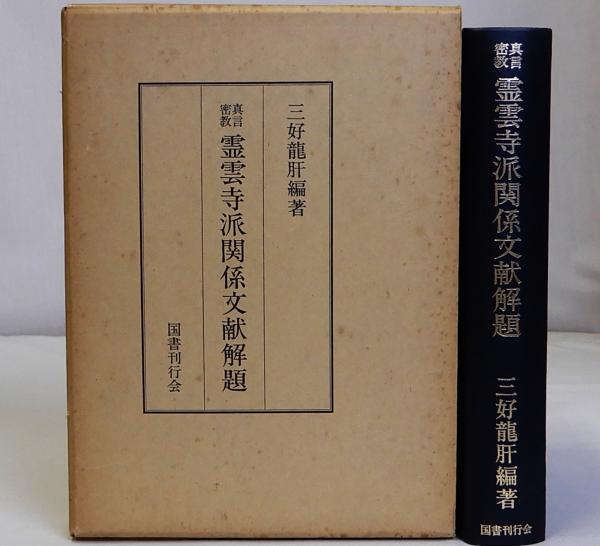 三好龍肝編著
真言
密教
霊雲寺派関係文献解題
国書刊行会
真言
密教
霊雲寺派関係文献解題
三好龍肝編著
国書刊行会